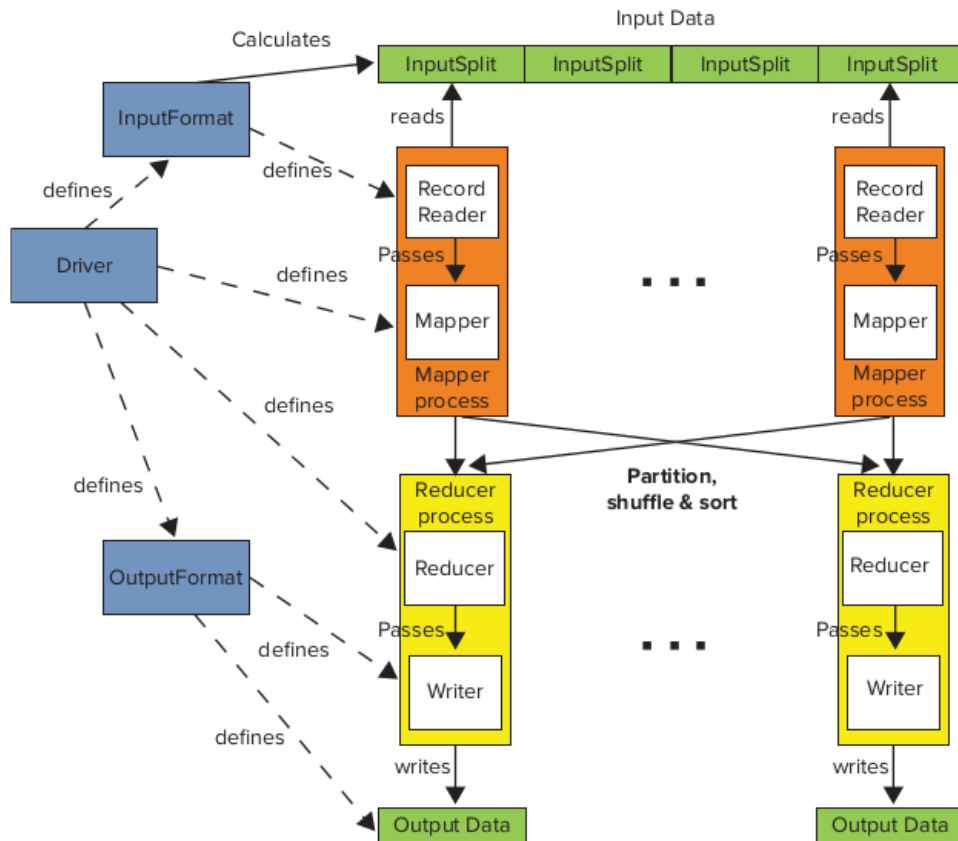 Input Data
Calculates
InputSplit
InputSplit
InputSplit
InputSplit
InputFormat
reads
reads
defines
defines
Record
Reader
Record
Reader
Driver
defines
Passes
Passes
...
Mapper
Mapper
Mapper
process
Mapper
process
defines
Partition,
shuffle & sort
Reducer
process
Reducer
process
defines
OutputFormat
Reducer
Reducer
Passes
Passes
...
defines
Writer
Writer
defines
writes
writes
Output Data
Output Data